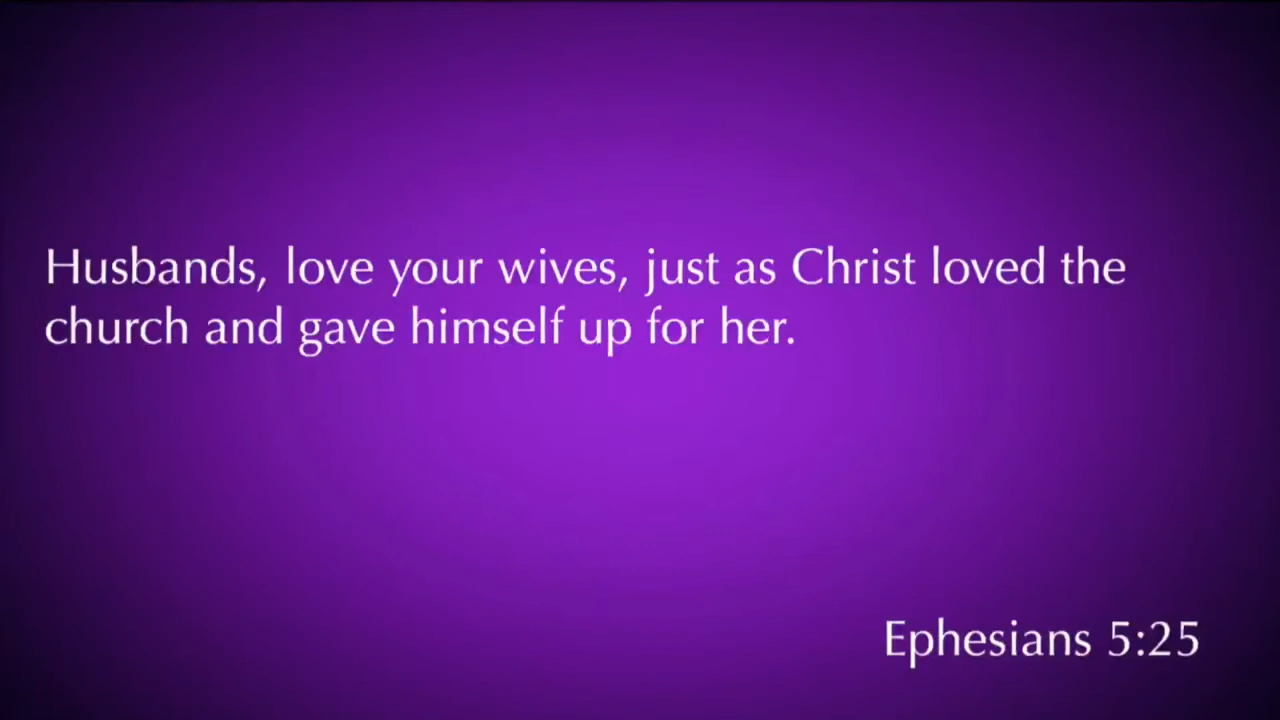 Husbands, love your wives, just as Christ loved the
church and gave himself up for her.
Ephesians 5:25